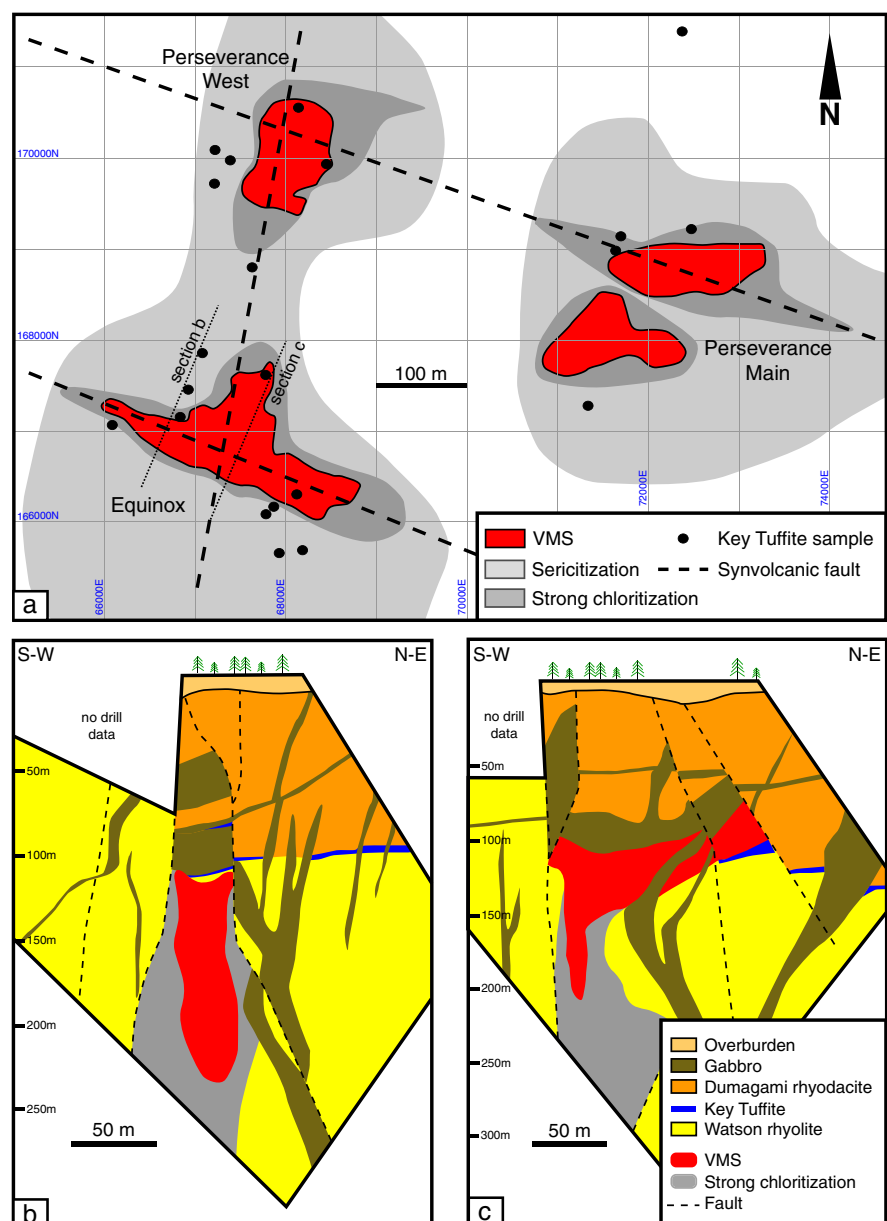 Perseverance
West
N
170000N
168000N
section b
section c
100 m
Perseverance
Main
Equinox
166000N
66000E
68000E
70000E
72000E
74000E
VMS
Key Tuffite sample
Sericitization
Synvolcanic fault
Strong chloritization
a
S-W
N-E
no drill
data
50m
100m
150m
200m
250m
50 m
b
S-W
N-E
no drill
data
50m
100m
150m
200m
250m
300m
50 m
c
Overburden
Gabbro
Dumagami rhyodacite
Key Tuffite
Watson rhyolite
VMS
Strong chloritization
Fault